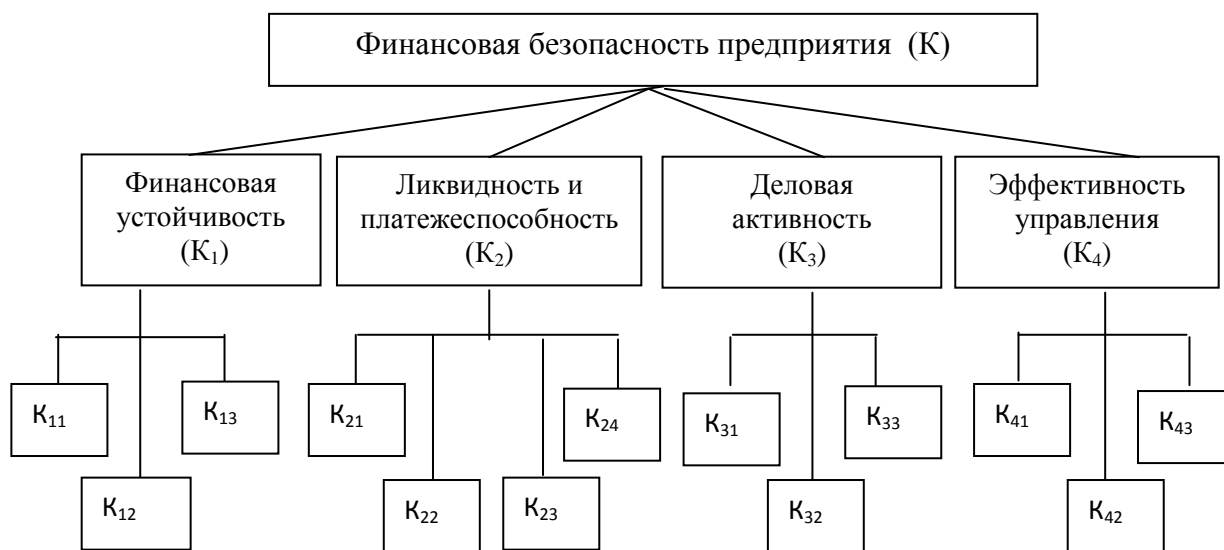 Финансовая безопасность предприятия (К)
Финансовая
устойчивость
(К₁)
Ликвидность и
платежеспособность
(К₂)
Деловая
активность
(К₃)
Эффективность
управления
(К₄)
К₁₁
К₁₂
К₁₃
К₂₁
К₂₂
К₂₃
К₂₄
К₃₁
К₃₂
К₃₃
К₄₁
К₄₂
К₄₃